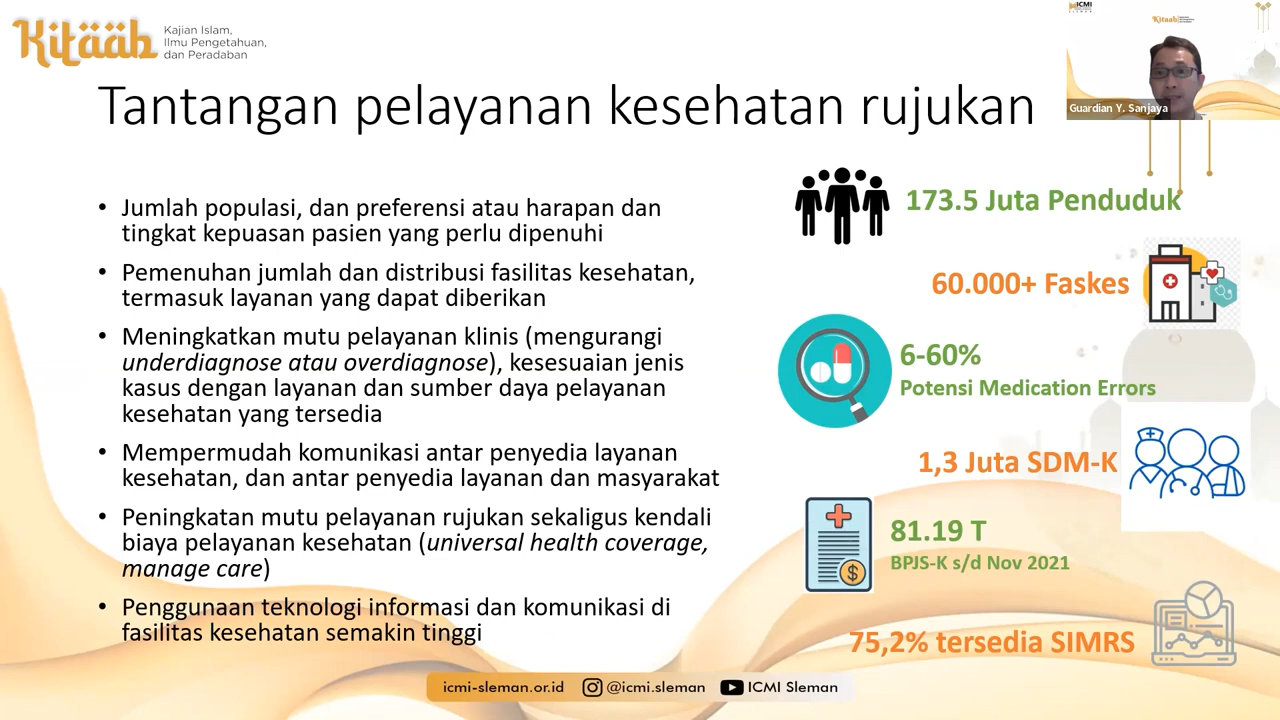 Kitááb
Kajian Islam,
Ilmu Pengetahuan,
dan Peradaban
ICMI
SLEMAN
Kitaab
Guardian Y. Sanjaya
Tantangan pelayanan kesehatan rujukan
• Jumlah populasi, dan preferensi atau harapan dan
tingkat kepuasan pasien yang perlu dipenuhi
• Pemenuhan jumlah dan distribusi fasilitas kesehatan,
termasuk layanan yang dapat diberikan
• Meningkatkan mutu pelayanan klinis (mengurangi
underdiagnose atau overdiagnose), kesesuaian jenis
kasus dengan layanan dan sumber daya pelayanan
kesehatan yang tersedia
• Mempermudah komunikasi antar penyedia layanan
kesehatan, dan antar penyedia layanan dan masyarakat
• Peningkatan mutu pelayanan rujukan sekaligus kendali
biaya pelayanan kesehatan (universal health coverage,
manage care)
• Penggunaan teknologi informasi dan komunikasi di
fasilitas kesehatan semakin tinggi
173.5 Juta Penduduk
60.000+ Faskes
6-60%
Potensi Medication Errors
1,3 Juta SDM-K
81.19 T
BPJS-K s/d Nov 2021
75,2% tersedia SIMRS
icmi-sleman.or.id @icmi.sleman ICMI Sleman